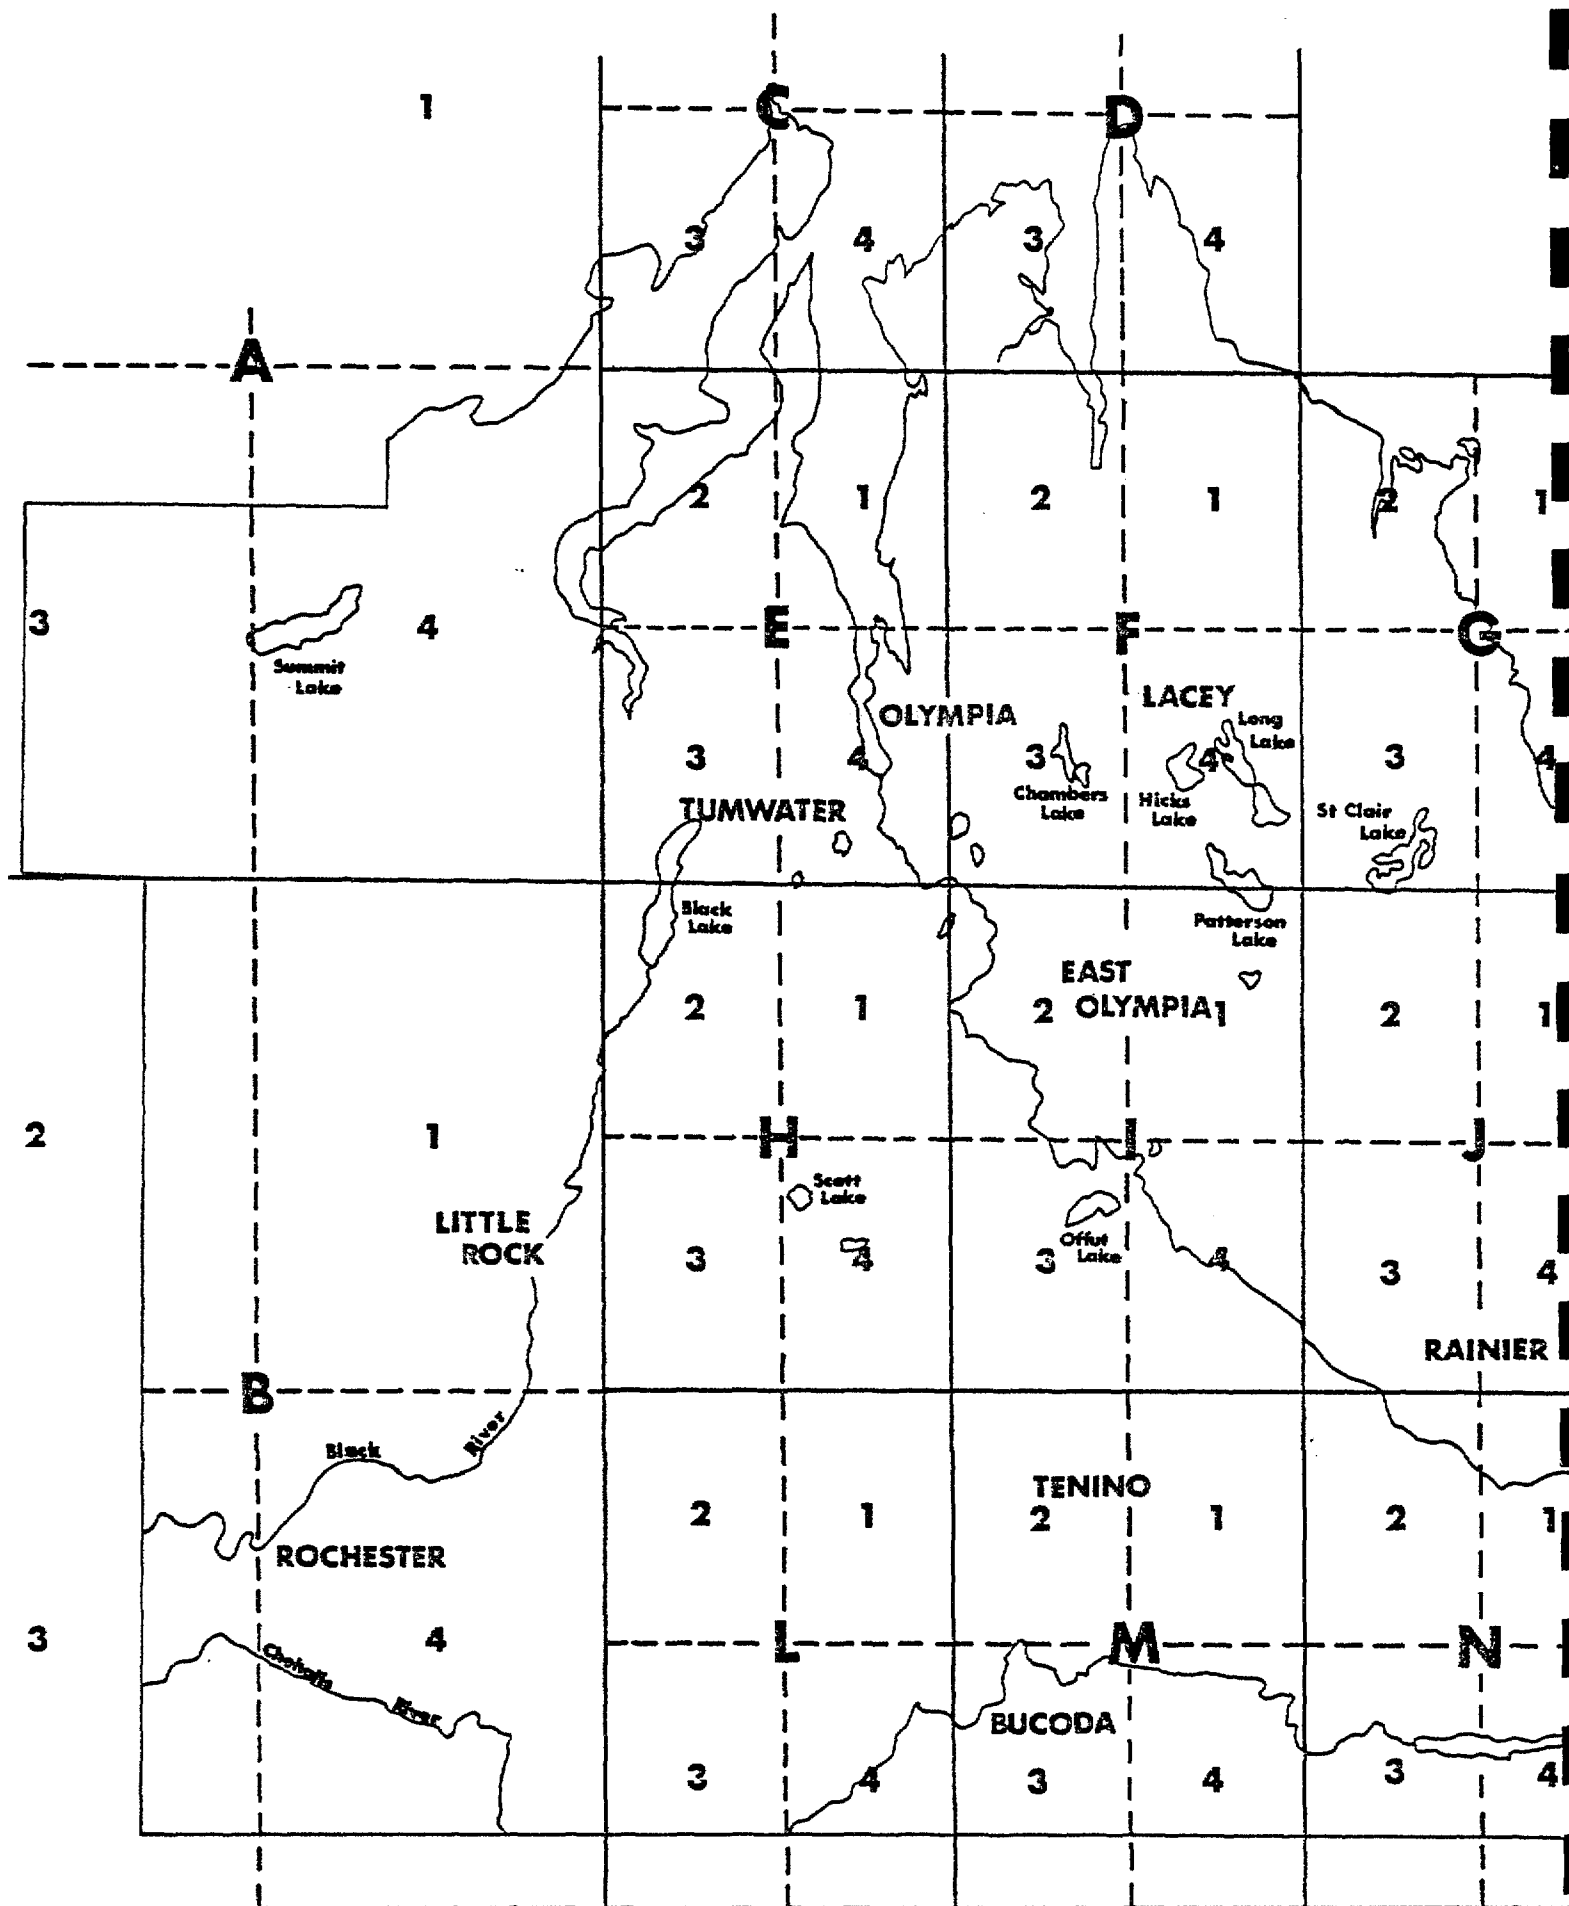 1
C
D
3
4
3
4
A
2
1
2
1
2
1
3
4
E
F
G
Summit
Lake
LACEY
OLYMPIA
Long
Lake
3
4
3
4
3
4
Chambers
Lake
Hicks
Lake
TUMWATER
St Clair
Lake
Black
Lake
Patterson
Lake
EAST
OLYMPIA
2
1
2
1
2
1
2
1
H
I
J
Scott
Lake
LITTLE
ROCK
Offut
Lake
3
4
3
4
3
4
RAINIER
B
Black
River
TENINO
2
1
2
1
2
1
ROCHESTER
3
4
L
M
N
Chehalis
River
BUCODA
3
4
3
4
3
4